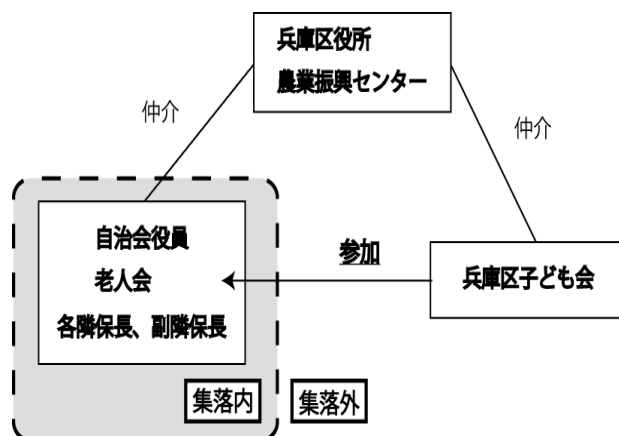 兵庫区役所
農業振興センター
仲介
仲介
自治会役員
老人会
各隣保長、副隣保長
参加
兵庫区子ども会
集落内
集落外